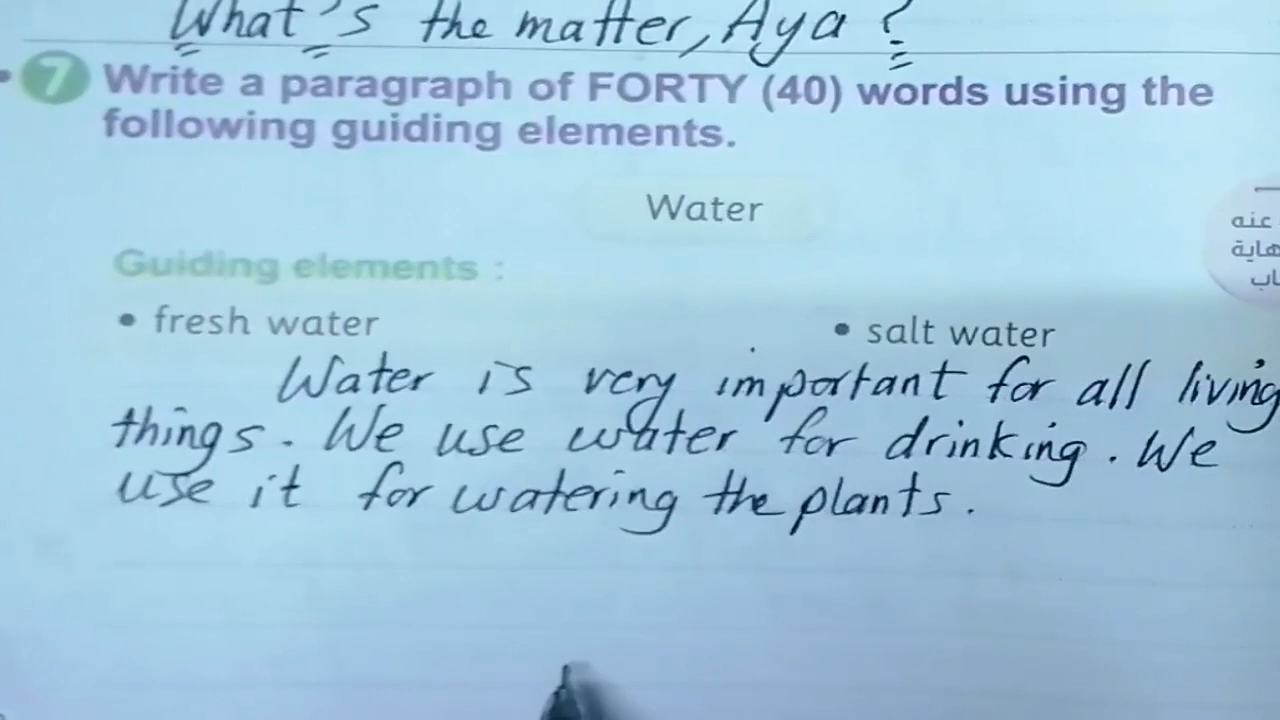 What's the matter, Aya?
7 Write a paragraph of FORTY (40) words using the
following guiding elements.
Water
Guiding elements :
• fresh water • salt water
Water is very important for all living
things. We use water for drinking. We
use it for watering the plants.
عنه